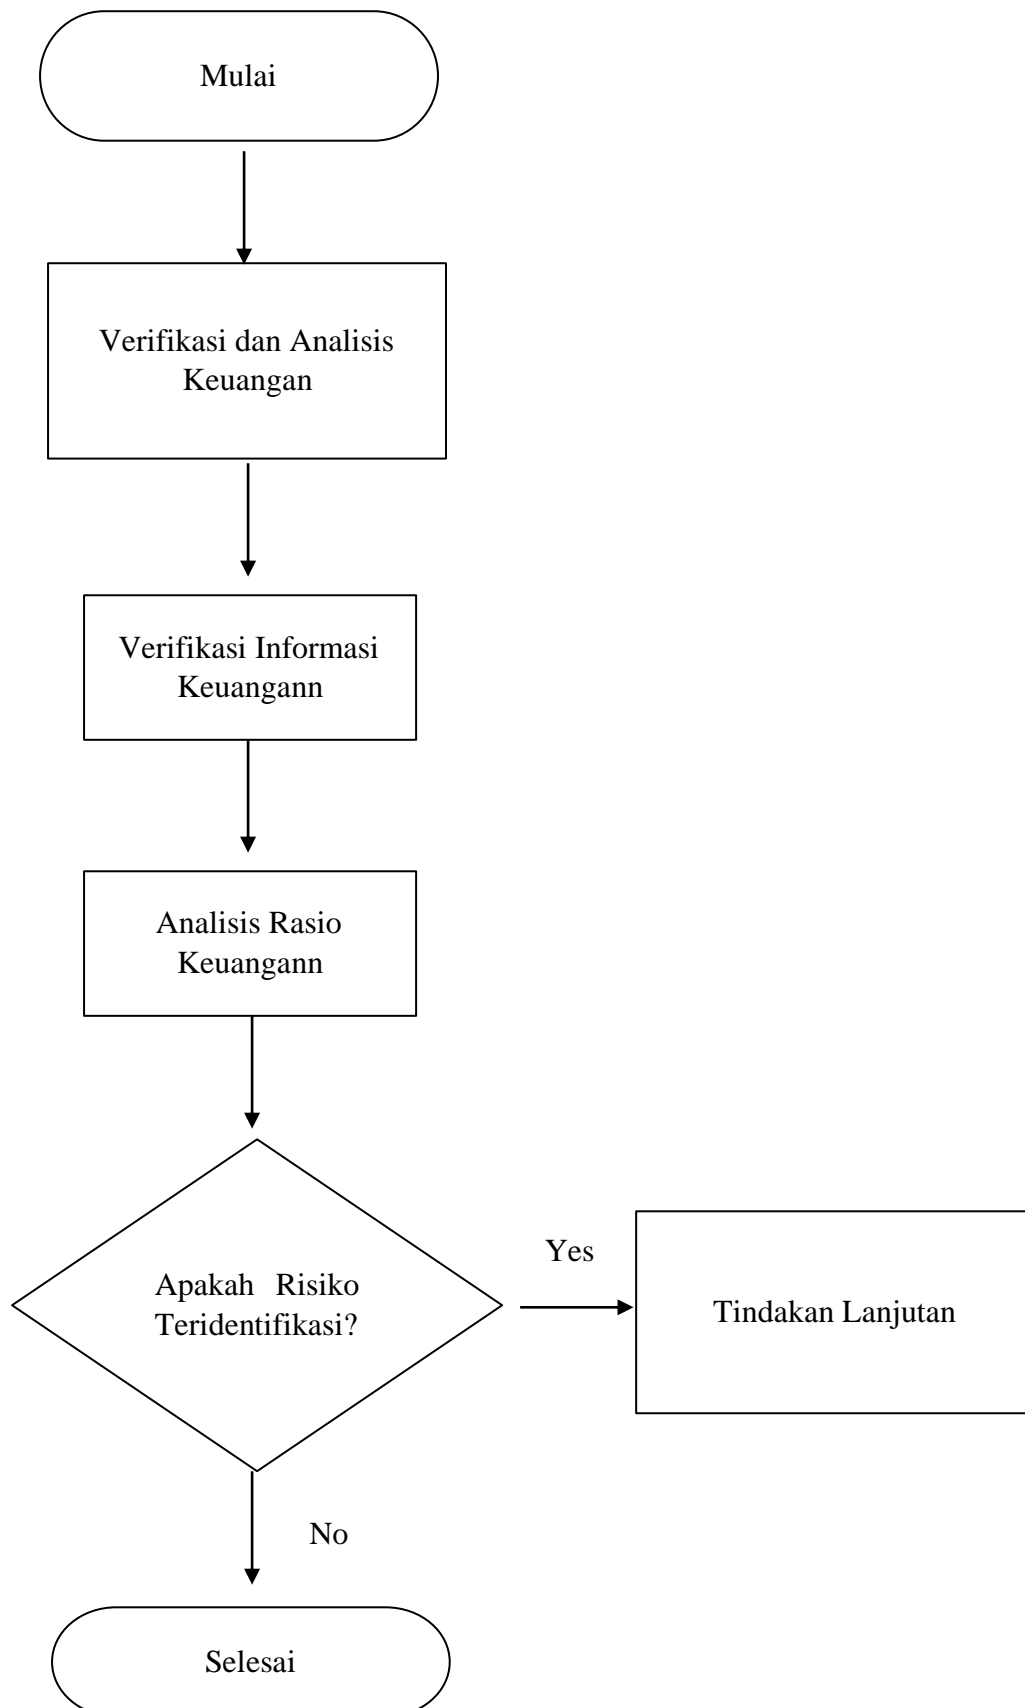 Mulai
Verifikasi dan Analisis
Keuangan
Verifikasi Informasi
Keuangann
Analisis Rasio
Keuangann
Apakah Risiko
Teridentifikasi?
Yes
Tindakan Lanjutan
No
Selesai